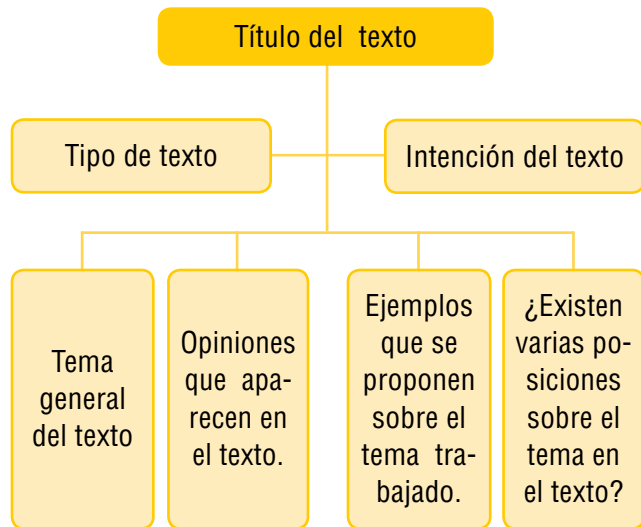 Título del texto
Tipo de texto
Intención del texto
Tema
general
del texto
Opiniones
que apa-
recen en
el texto.
Ejemplos
que se
proponen
sobre el
tema tra-
bajado.
¿Existen
varias po-
siciones
sobre el
tema en
el texto?